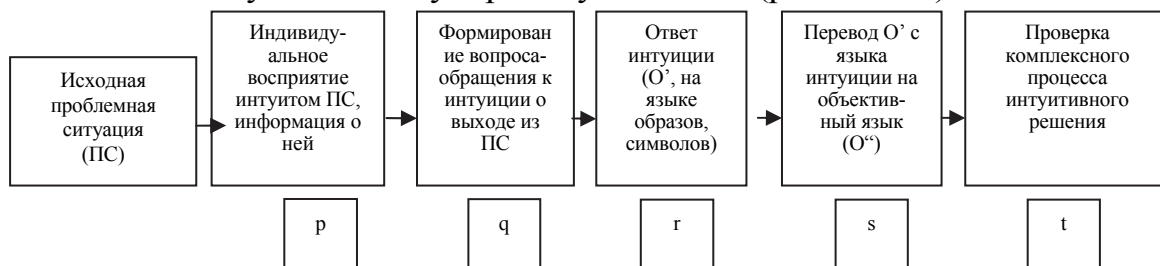 Исходная
проблемная
ситуация
(ПС)
Индивиду-
альное
восприятие
интуитом ПС,
информация о
ней
Формирован
ие вопроса-
обращения к
интуиции о
выходе из
ПС
Ответ
интуиции
(О’, на
языке
образов,
символов)
Перевод О’ с
языка
интуиции на
объектив-
ный язык
(О“)
Проверка
комплексного
процесса
интуитивного
решения
p
q
r
s
t